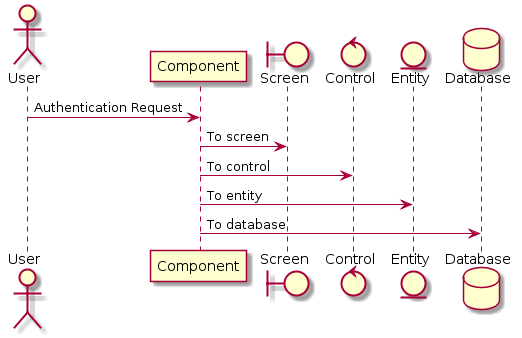 User
Component
Screen
Control
Entity
Database
Authentication Request
To screen
To control
To entity
To database
User
Component
Screen
Control
Entity
Database